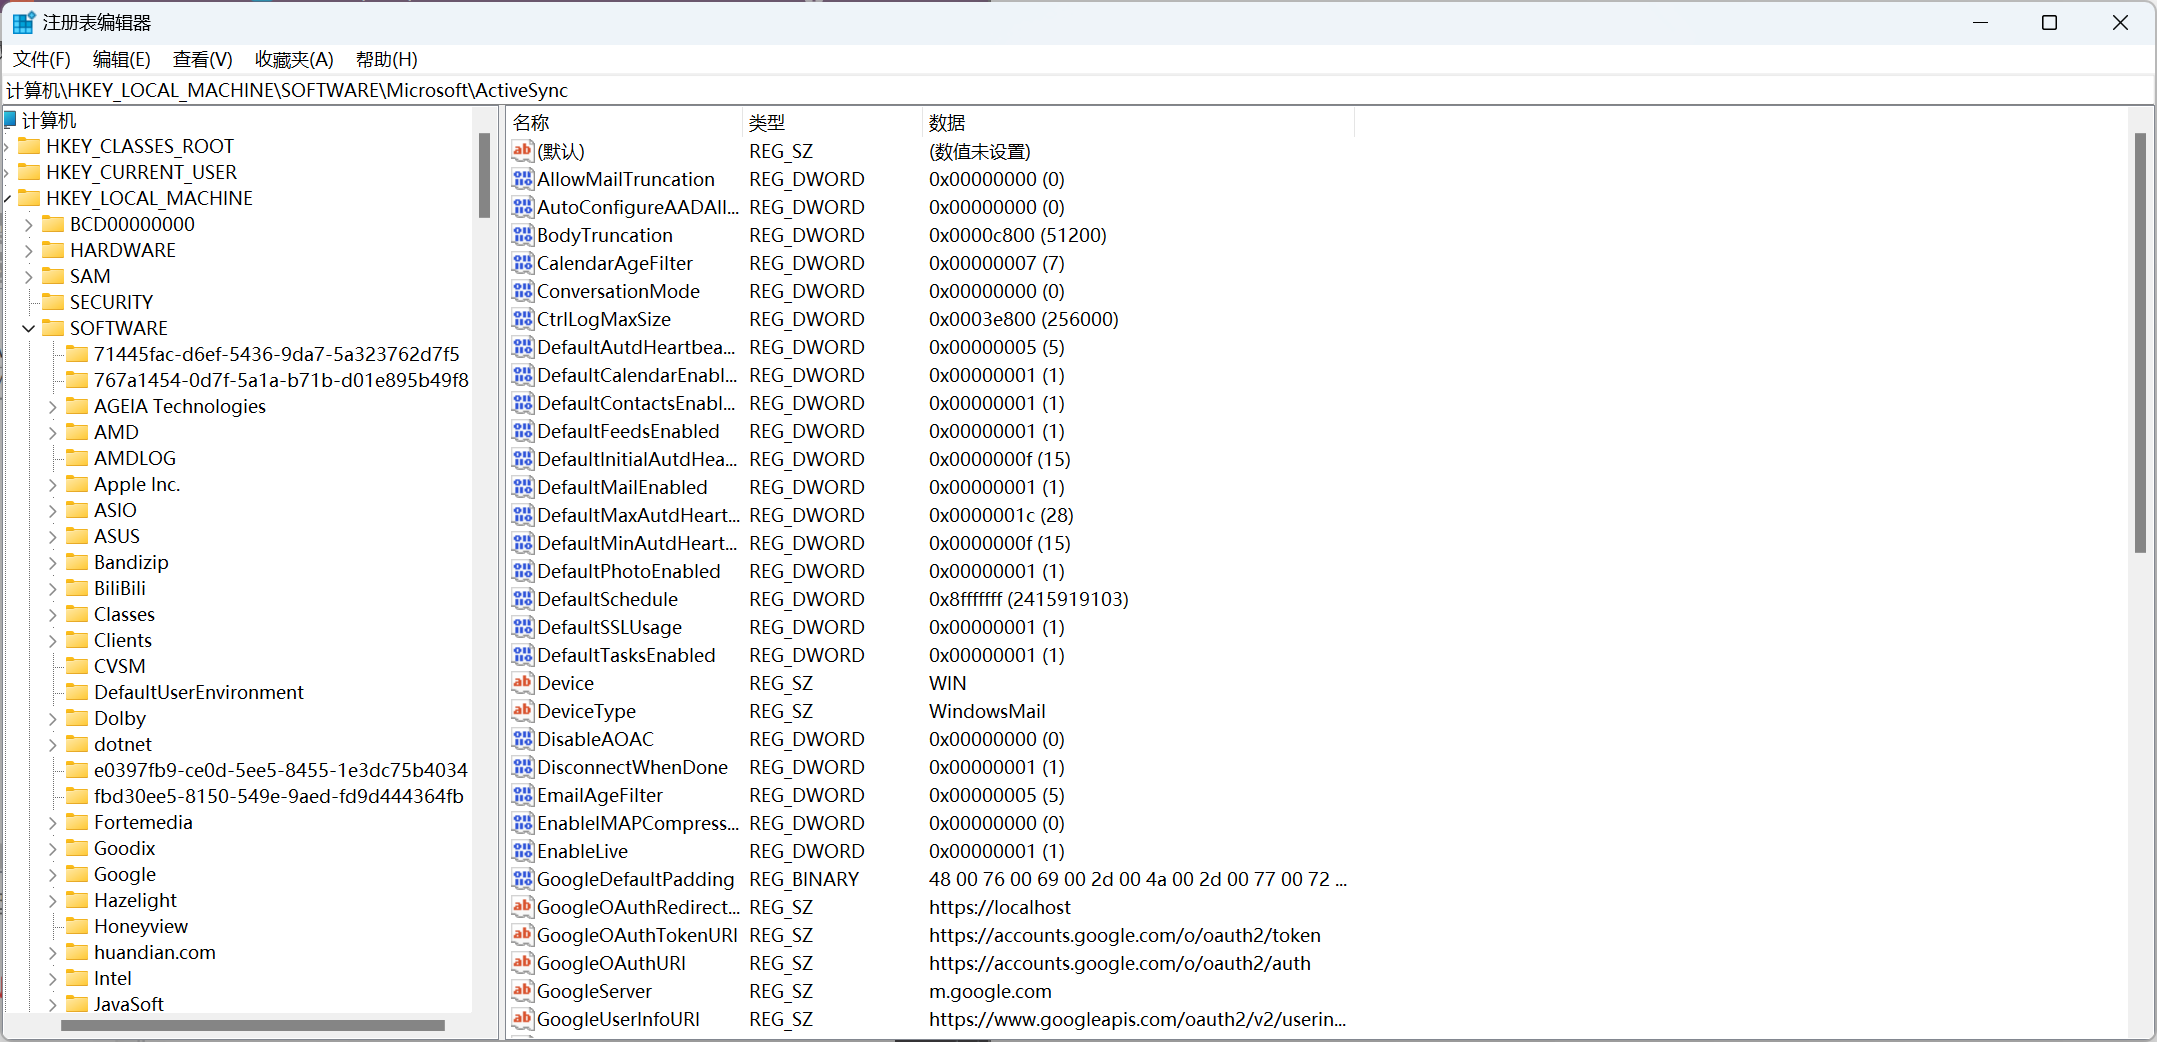 注册表编辑器
文件(F) 编辑(E) 查看(V) 收藏夹(A) 帮助(H)
计算机\HKEY_LOCAL_MACHINE\SOFTWARE\Microsoft\ActiveSync
计算机
HKEY_CLASSES_ROOT
HKEY_CURRENT_USER
HKEY_LOCAL_MACHINE
BCD00000000
HARDWARE
SAM
SECURITY
SOFTWARE
71445fac-d6ef-5436-9da7-5a323762d7f5
767a1454-0d7f-5a1a-b71b-d01e895b49f8
AGEIA Technologies
AMD
AMDLOG
Apple Inc.
ASIO
ASUS
Bandizip
BiliBili
Classes
Clients
CVSM
DefaultUserEnvironment
Dolby
dotnet
e0397fb9-ce0d-5ee5-8455-1e3dc75b4034
fbd30ee5-8150-549e-9aed-fd9d444364fb
Fortemedia
Goodix
Google
Hazelight
Honeyview
huandian.com
Intel
JavaSoft
名称 类型 数据
(默认) REG_SZ (数值未设置)
AllowMailTruncation REG_DWORD 0x00000000 (0)
AutoConfigureAADAll... REG_DWORD 0x00000000 (0)
BodyTruncation REG_DWORD 0x0000c800 (51200)
CalendarAgeFilter REG_DWORD 0x00000007 (7)
ConversationMode REG_DWORD 0x00000000 (0)
CtrlLogMaxSize REG_DWORD 0x0003e800 (256000)
DefaultAutdHeartbea... REG_DWORD 0x00000005 (5)
DefaultCalendarEnabl... REG_DWORD 0x00000001 (1)
DefaultContactsEnabl... REG_DWORD 0x00000001 (1)
DefaultFeedsEnabled REG_DWORD 0x00000001 (1)
DefaultInitialAutdHea... REG_DWORD 0x0000000f (15)
DefaultMailEnabled REG_DWORD 0x00000001 (1)
DefaultMaxAutdHeart... REG_DWORD 0x0000001c (28)
DefaultMinAutdHeart... REG_DWORD 0x0000000f (15)
DefaultPhotoEnabled REG_DWORD 0x00000001 (1)
DefaultSchedule REG_DWORD 0x8fffffff (2415919103)
DefaultSSLUsage REG_DWORD 0x00000001 (1)
DefaultTasksEnabled REG_DWORD 0x00000001 (1)
Device REG_SZ WIN
DeviceType REG_SZ WindowsMail
DisableAOAC REG_DWORD 0x00000000 (0)
DisconnectWhenDone REG_DWORD 0x00000001 (1)
EmailAgeFilter REG_DWORD 0x00000005 (5)
EnableIMAPCompress... REG_DWORD 0x00000000 (0)
EnableLive REG_DWORD 0x00000001 (1)
GoogleDefaultPadding REG_BINARY 48 00 76 00 69 00 2d 00 4a 00 2d 00 77 00 72 ...
GoogleOAuthRedirect... REG_SZ https://localhost
GoogleOAuthTokenURI REG_SZ https://accounts.google.com/o/oauth2/token
GoogleOAuthURI REG_SZ https://accounts.google.com/o/oauth2/auth
GoogleServer REG_SZ m.google.com
GoogleUserInfoURI REG_SZ https://www.googleapis.com/oauth2/v2/userin...